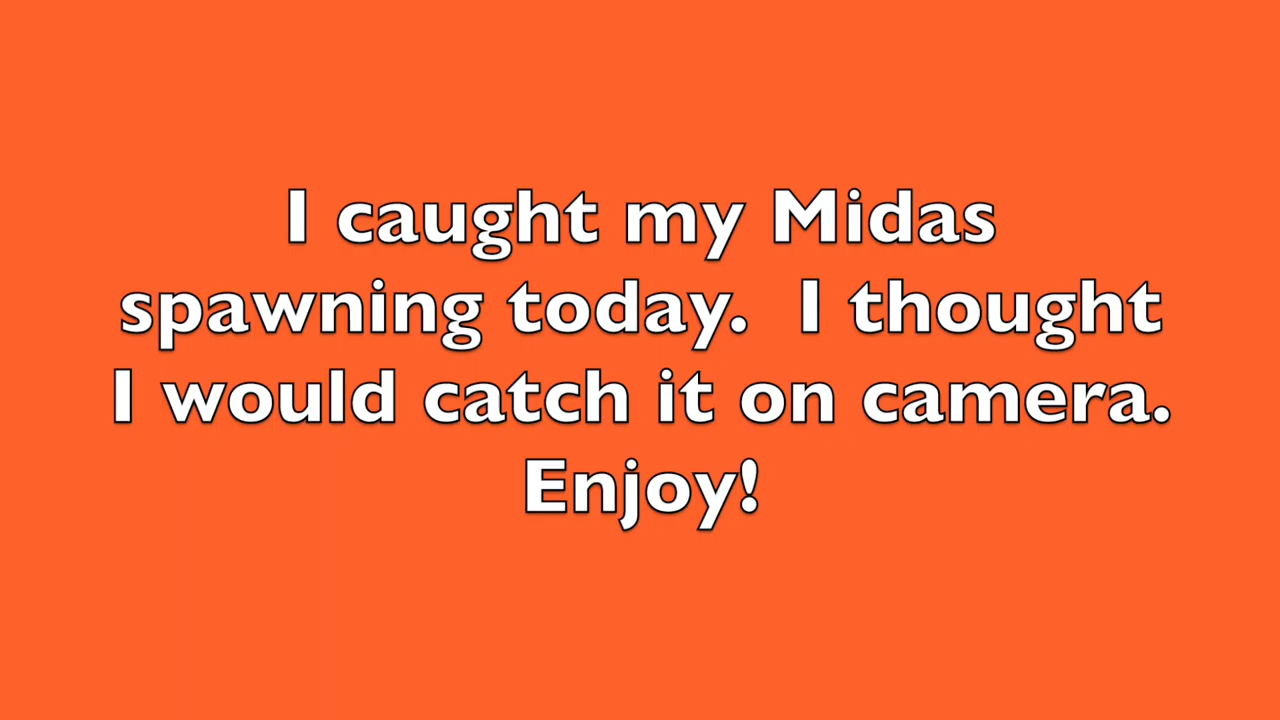 I caught my Midas
spawning today.  I thought
I would catch it on camera.
Enjoy!